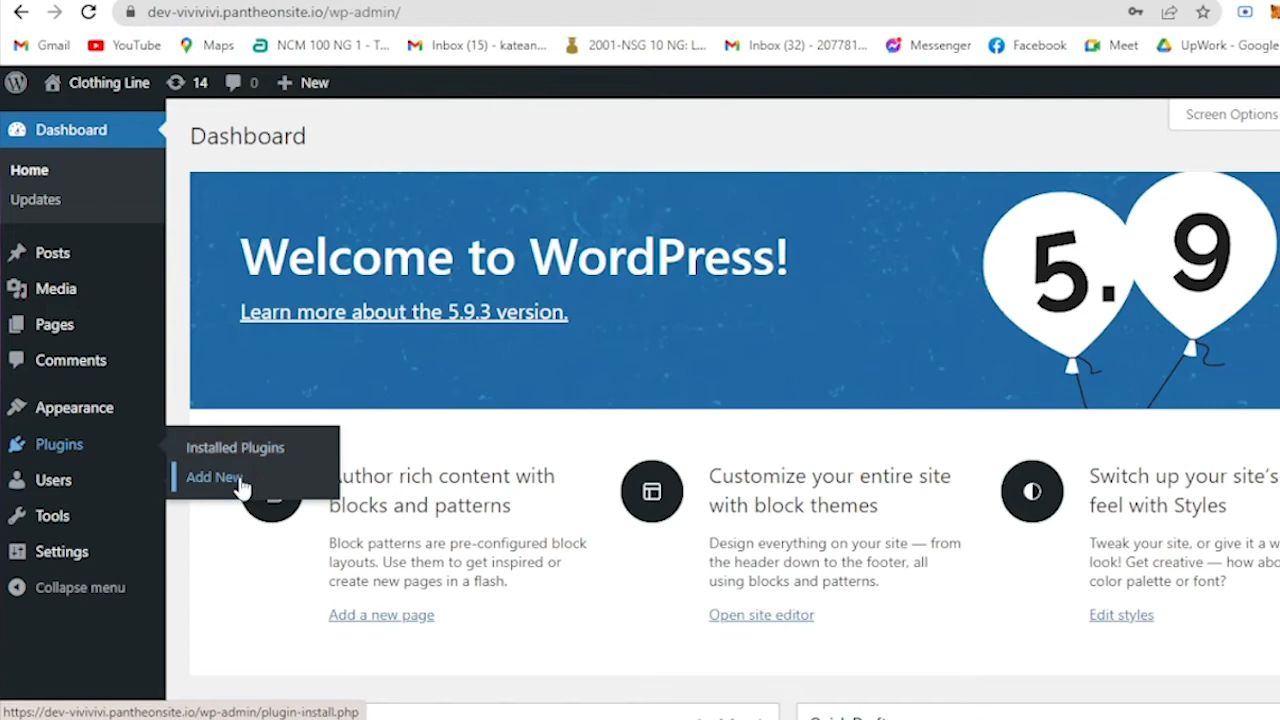 dev-vivivivi.pantheonsite.io/wp-admin/
Gmail YouTube Maps NCM 100 NG 1 - T... Inbox (15) - katean... 2001-NSG 10 NG: L... Inbox (32) - 207781... Messenger Facebook Meet UpWork - Google
Clothing Line 14 0 New
Screen Options
Dashboard
Home
Updates
Posts
Media
Pages
Comments
Appearance
Plugins
Users
Tools
Settings
Collapse menu
Installed Plugins
Add New
Dashboard
Welcome to WordPress!
Learn more about the 5.9.3 version.
5.9
uthor rich content with
blocks and patterns
Block patterns are pre-configured block
layouts. Use them to get inspired or
create new pages in a flash.
Add a new page
Customize your entire site
with block themes
Design everything on your site — from
the header down to the footer, all
using blocks and patterns.
Open site editor
Switch up your site's
feel with Styles
Tweak your site, or give it a w
look! Get creative — how abo
color palette or font?
Edit styles
https://dev-vivivivi.pantheonsite.io/wp-admin/plugin-install.php